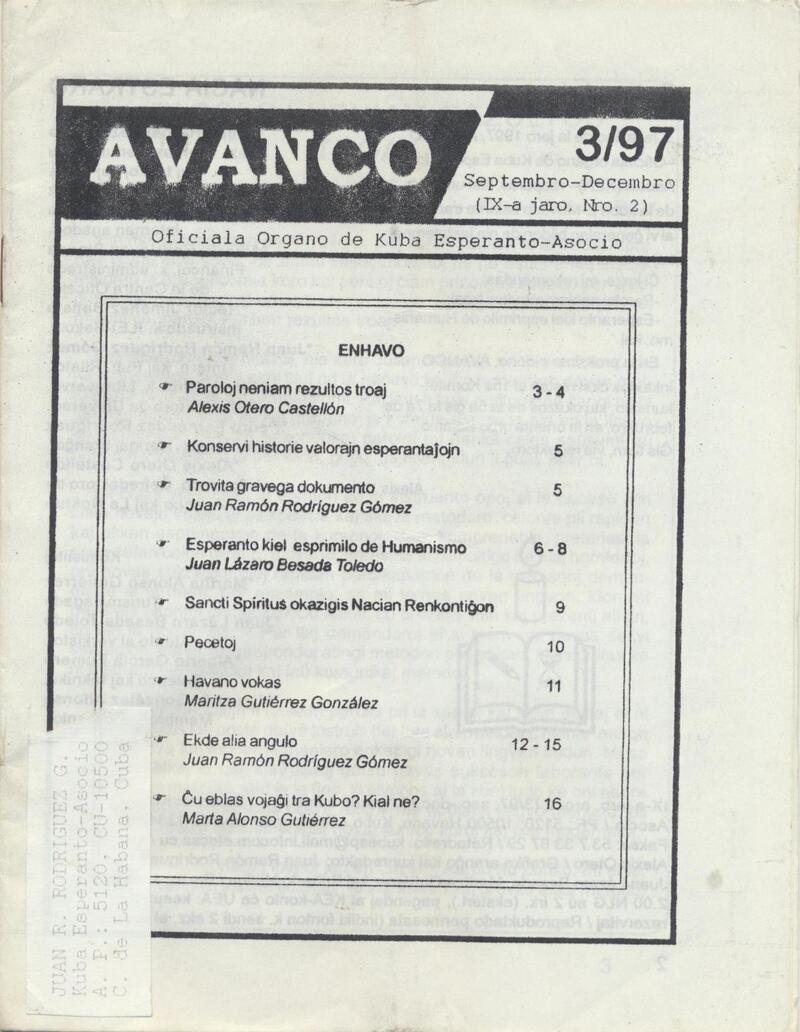 AVANCO
3/97
Septembro-Decembro
(IX-a jaro, Nro. 2)
Oficiala Organo de Kuba Esperanto-Asocio
ENHAVO
☞ Paroloj neniam rezultos troaj 3 - 4
Alexis Otero Castellón
☞ Konservi historie valorajn esperantaĵojn 5
☞ Trovita gravega dokumento 5
Juan Ramón Rodríguez Gómez
☞ Esperanto kiel esprimilo de Humanismo 6 - 8
Juan Lázaro Besada Toledo
☞ Sancti Spíritus okazigis Nacian Renkontiĝon 9
☞ Pecetoj 10
☞ Havano vokas 11
Maritza Gutiérrez González
☞ Ekde alia angulo 12 - 15
Juan Ramón Rodríguez Gómez
☞ Ĉu eblas vojaĝi tra Kubo? Kial ne? 16
Marta Alonso Gutiérrez
JUAN R. RODRIGUEZ G.
Kuba Esperanto-Asocio
A. P.: 5120, CU-10500
C. de La Habana, Cuba